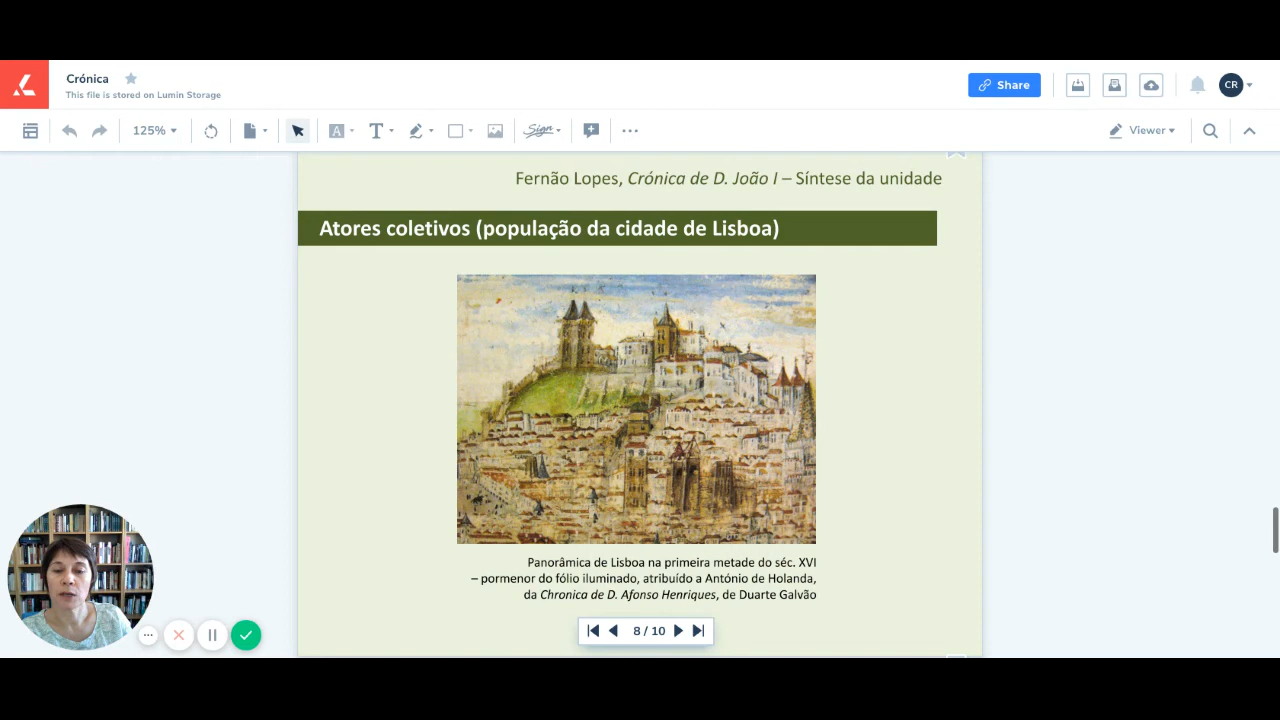 Crónica
This file is stored on Lumin Storage
Share
CR
125%
A
T
Sign
Viewer
Fernão Lopes, Crónica de D. João I – Síntese da unidade
Atores coletivos (população da cidade de Lisboa)
Panorâmica de Lisboa na primeira metade do séc. XVI
– pormenor do fólio iluminado, atribuído a António de Holanda,
da Chronica de D. Afonso Henriques, de Duarte Galvão
8 / 10